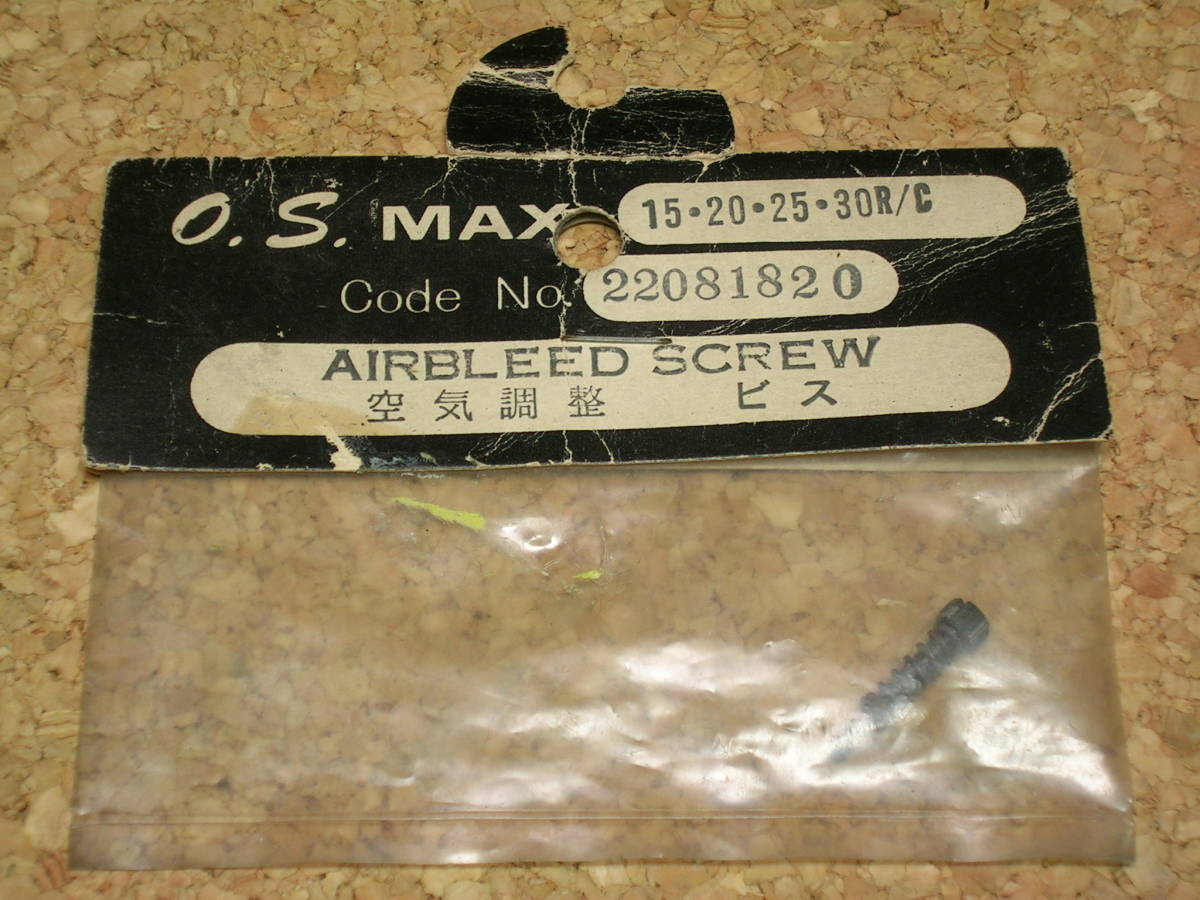 O.S. MAX 15•20•25•30R/C
Code No. 22081820
AIRBLEED SCREW
空気調整 ビス